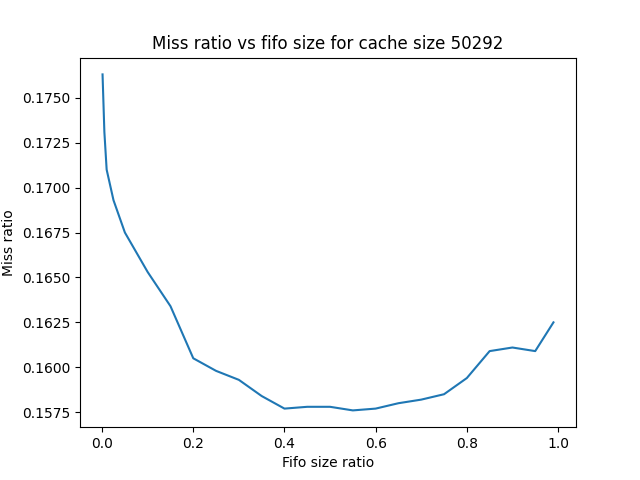 Miss ratio vs fifo size for cache size 50292
Miss ratio
0.1750
0.1725
0.1700
0.1675
0.1650
0.1625
0.1600
0.1575
0.0 0.2 0.4 0.6 0.8 1.0
Fifo size ratio